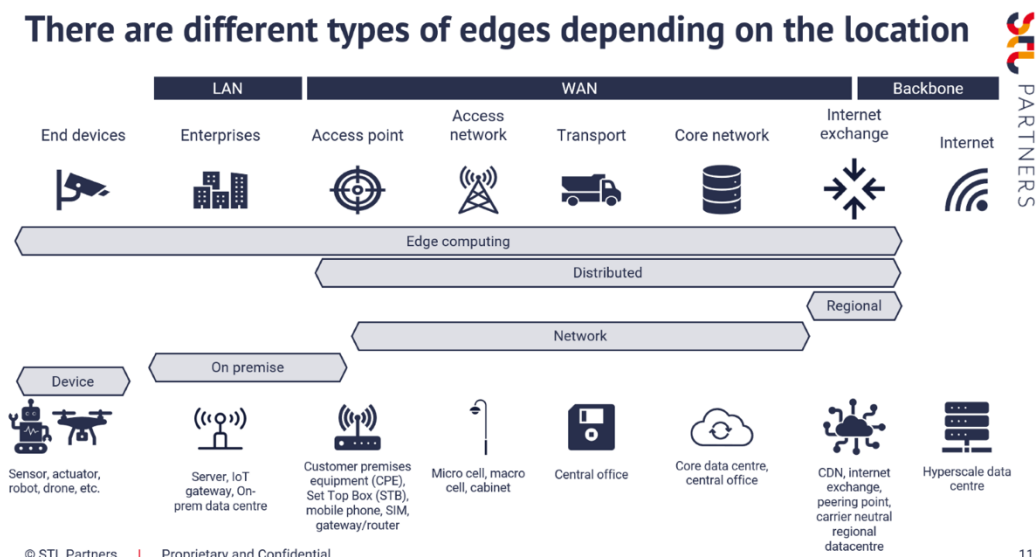 There are different types of edges depending on the location
STL
PARTNERS
LAN
WAN
Backbone
End devices
Enterprises
Access point
Access
network
Transport
Core network
Internet
exchange
Internet
Edge computing
Distributed
Regional
Network
On premise
Device
Sensor, actuator,
robot, drone, etc.
Server, IoT
gateway, On-
prem data centre
Customer premises
equipment (CPE),
Set Top Box (STB)
mobile phone, SIM,
gateway/router
Micro cell, macro
cell, cabinet
Central office
Core data centre,
central office
CDN, internet
exchange,
peering point,
carrier neutral
regional
datacentre
Hyperscale data
centre
© STL Partners | Proprietary and Confidential
11